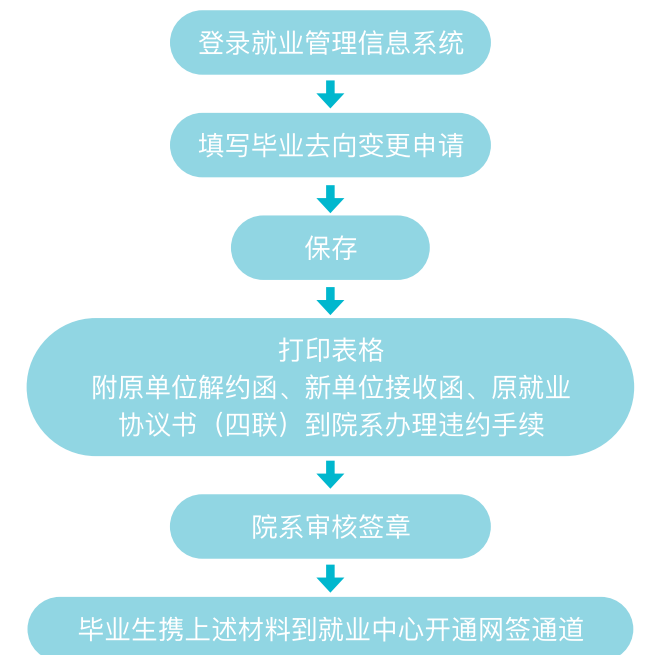 登录就业管理信息系统
填写毕业去向变更申请
保存
打印表格
附原单位解约函、新单位接收函、原就业
协议书（四联）到院系办理违约手续
院系审核签章
毕业生携上述材料到就业中心开通网签通道